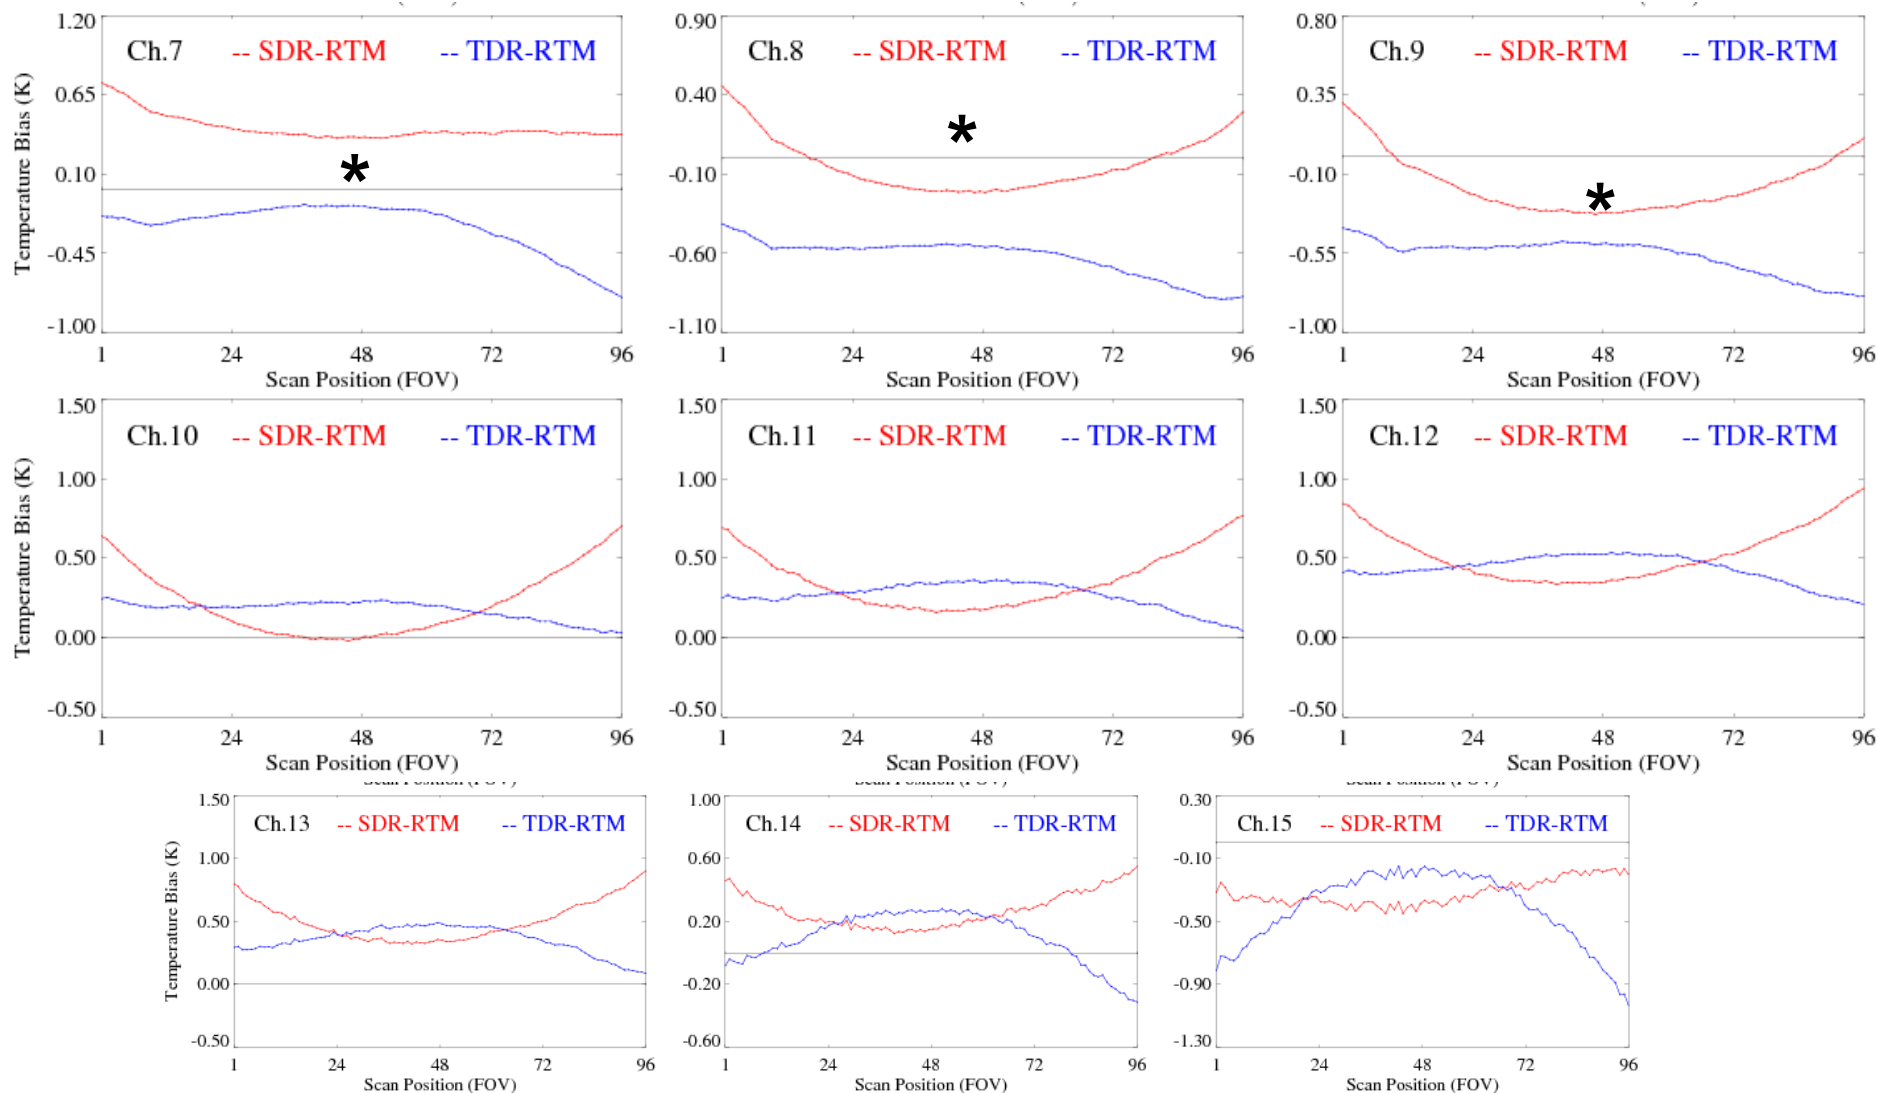 Ch.7 -- SDR-RTM -- TDR-RTM
1.20
0.65
0.10
-0.45
-1.00
Temperature Bias (K)
*
1 24 48 72 96
Scan Position (FOV)
Ch.8 -- SDR-RTM -- TDR-RTM
0.90
0.40
-0.10
-0.60
-1.10
*
1 24 48 72 96
Scan Position (FOV)
Ch.9 -- SDR-RTM -- TDR-RTM
0.80
0.35
-0.10
-0.55
-1.00
*
1 24 48 72 96
Scan Position (FOV)
Ch.10 -- SDR-RTM -- TDR-RTM
1.50
1.00
0.50
0.00
-0.50
Temperature Bias (K)
1 24 48 72 96
Scan Position (FOV)
Ch.11 -- SDR-RTM -- TDR-RTM
1.50
1.00
0.50
0.00
-0.50
1 24 48 72 96
Scan Position (FOV)
Ch.12 -- SDR-RTM -- TDR-RTM
1.50
1.00
0.50
0.00
-0.50
1 24 48 72 96
Scan Position (FOV)
Scan Position (FOV)
Ch.13 -- SDR-RTM -- TDR-RTM
1.50
1.00
0.50
0.00
-0.50
Temperature Bias (K)
1 24 48 72 96
Scan Position (FOV)
Scan Position (FOV)
Ch.14 -- SDR-RTM -- TDR-RTM
1.00
0.60
0.20
-0.20
-0.60
1 24 48 72 96
Scan Position (FOV)
Scan Position (FOV)
Ch.15 -- SDR-RTM -- TDR-RTM
0.30
-0.10
-0.50
-0.90
-1.30
1 24 48 72 96
Scan Position (FOV)